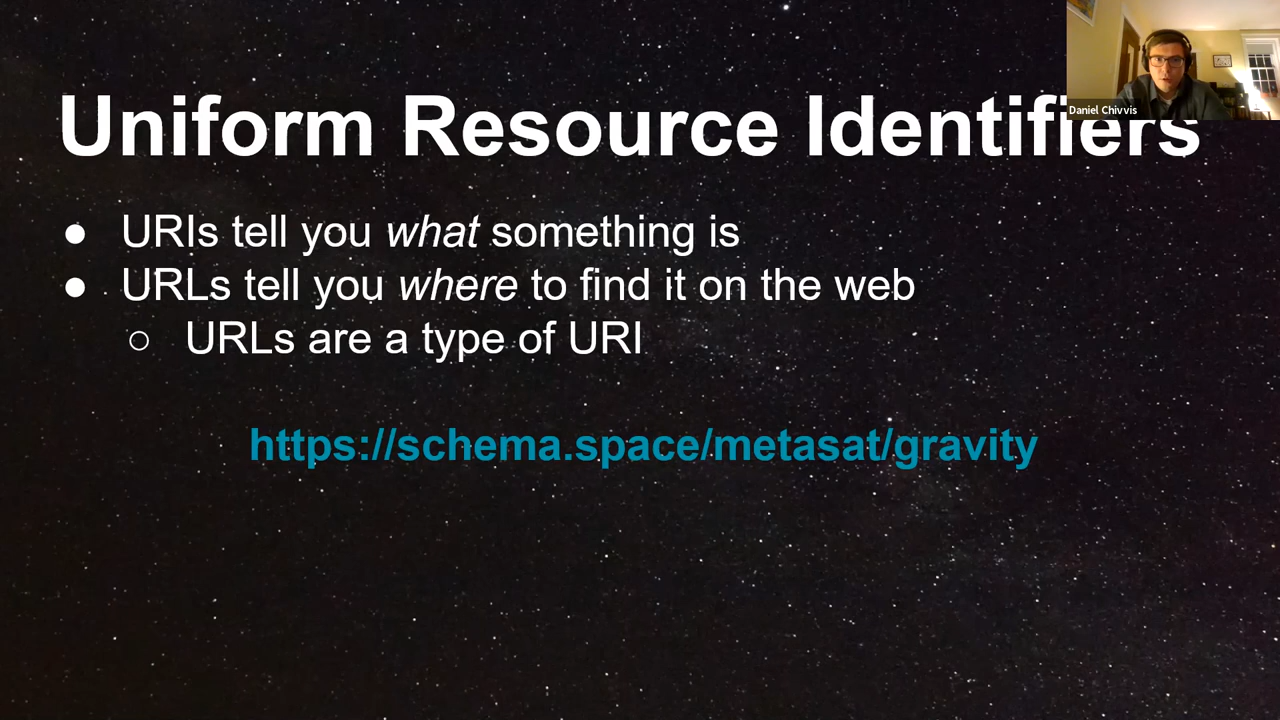 Daniel Chivvis
Uniform Resource Identifiers
● URIs tell you what something is
● URLs tell you where to find it on the web
○ URLs are a type of URI
https://schema.space/metasat/gravity